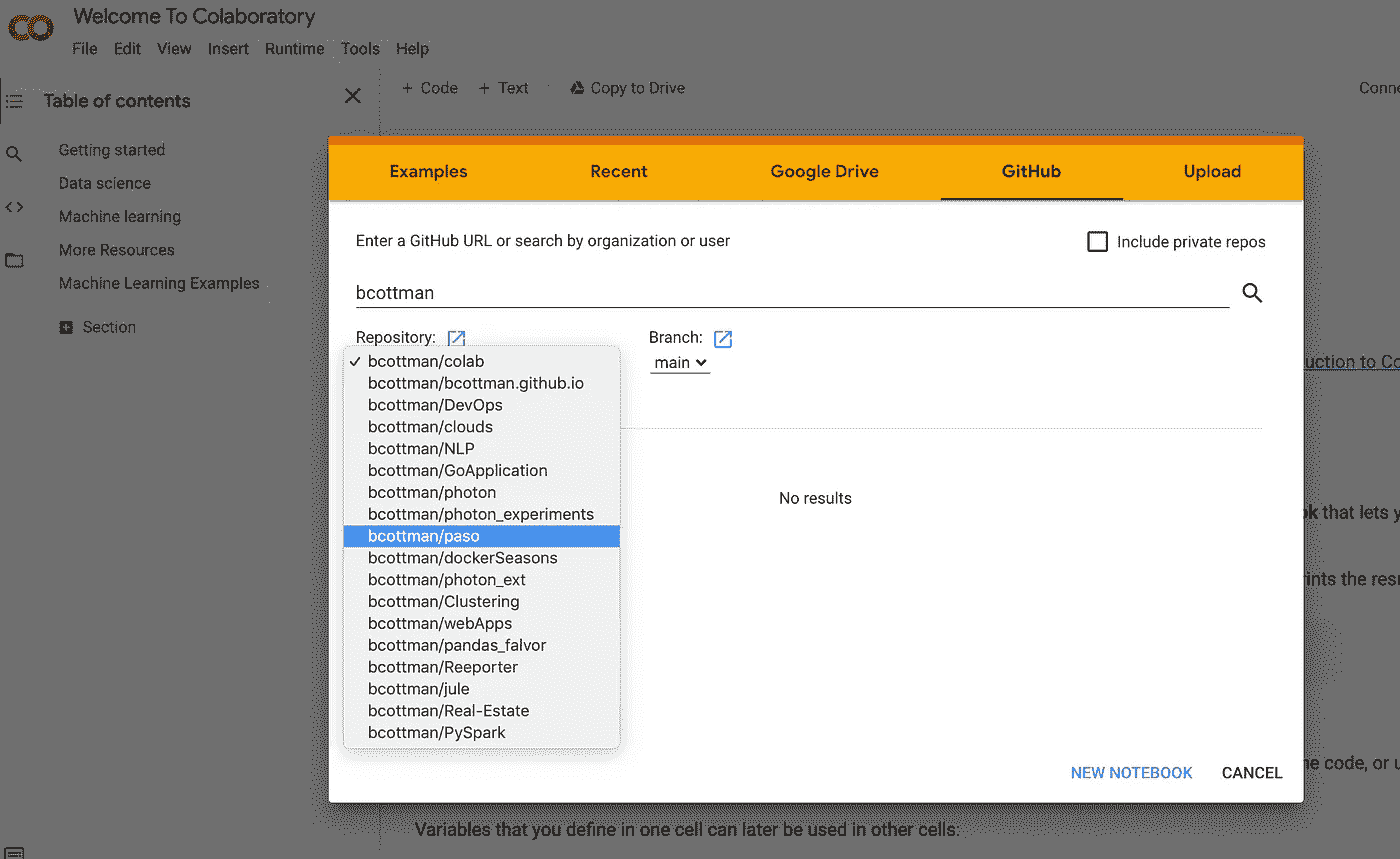 Welcome To Colaboratory
File Edit View Insert Runtime Tools Help
Table of contents
+ Code + Text Copy to Drive
Getting started
Data science
Machine learning
More Resources
Machine Learning Examples
Section
Examples Recent Google Drive GitHub Upload
Enter a GitHub URL or search by organization or user
Include private repos
bcottman
Repository:
Branch:
main
bcottman/colab
bcottman/bcottman.github.io
bcottman/DevOps
bcottman/clouds
bcottman/NLP
bcottman/GoApplication
bcottman/photon
bcottman/photon_experiments
bcottman/paso
bcottman/dockerSeasons
bcottman/photon_ext
bcottman/Clustering
bcottman/webApps
bcottman/pandas_falvor
bcottman/Reeporter
bcottman/jule
bcottman/Real-Estate
bcottman/PySpark
No results
NEW NOTEBOOK CANCEL
to
that lets
the
code, or
Variables that you define in one cell can later be used in other cells: